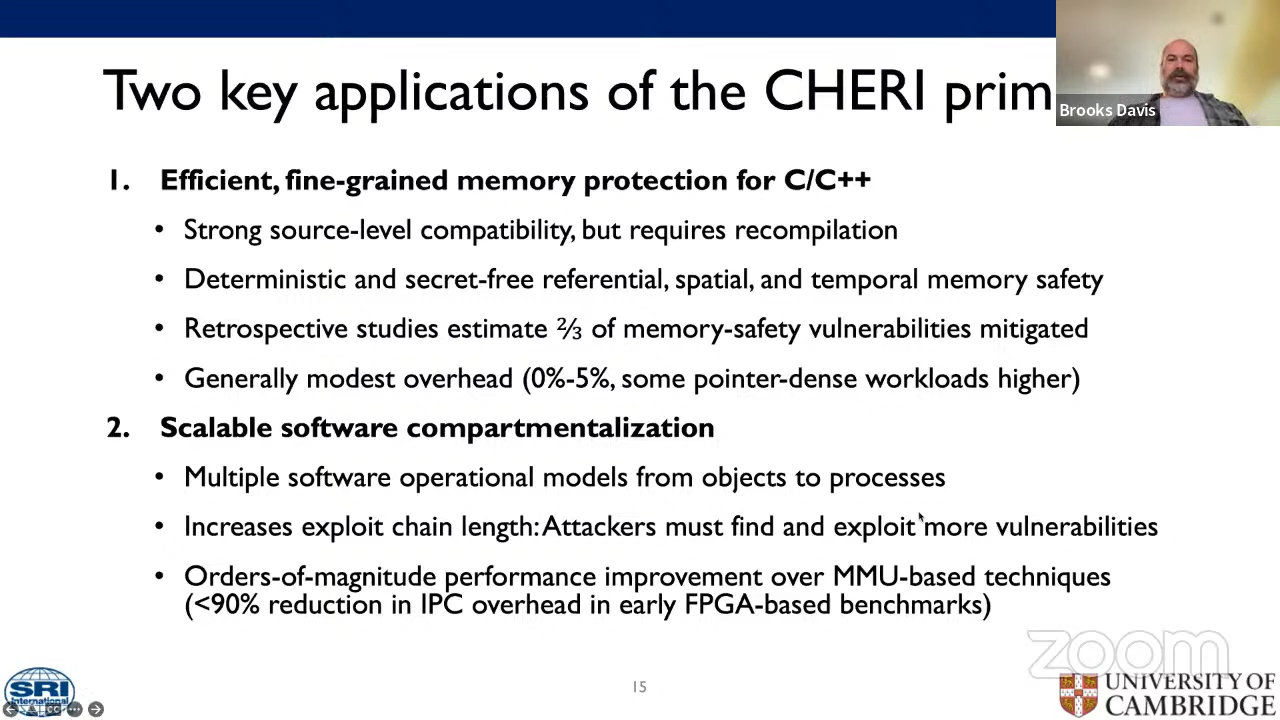 Two key applications of the CHERI prim
Brooks Davis
1. Efficient, fine-grained memory protection for C/C++
• Strong source-level compatibility, but requires recompilation
• Deterministic and secret-free referential, spatial, and temporal memory safety
• Retrospective studies estimate ⅔ of memory-safety vulnerabilities mitigated
• Generally modest overhead (0%-5%, some pointer-dense workloads higher)
2. Scalable software compartmentalization
• Multiple software operational models from objects to processes
• Increases exploit chain length: Attackers must find and exploit more vulnerabilities
• Orders-of-magnitude performance improvement over MMU-based techniques
(<90% reduction in IPC overhead in early FPGA-based benchmarks)
zoom
SRI
International
15
UNIVERSITY OF
CAMBRIDGE